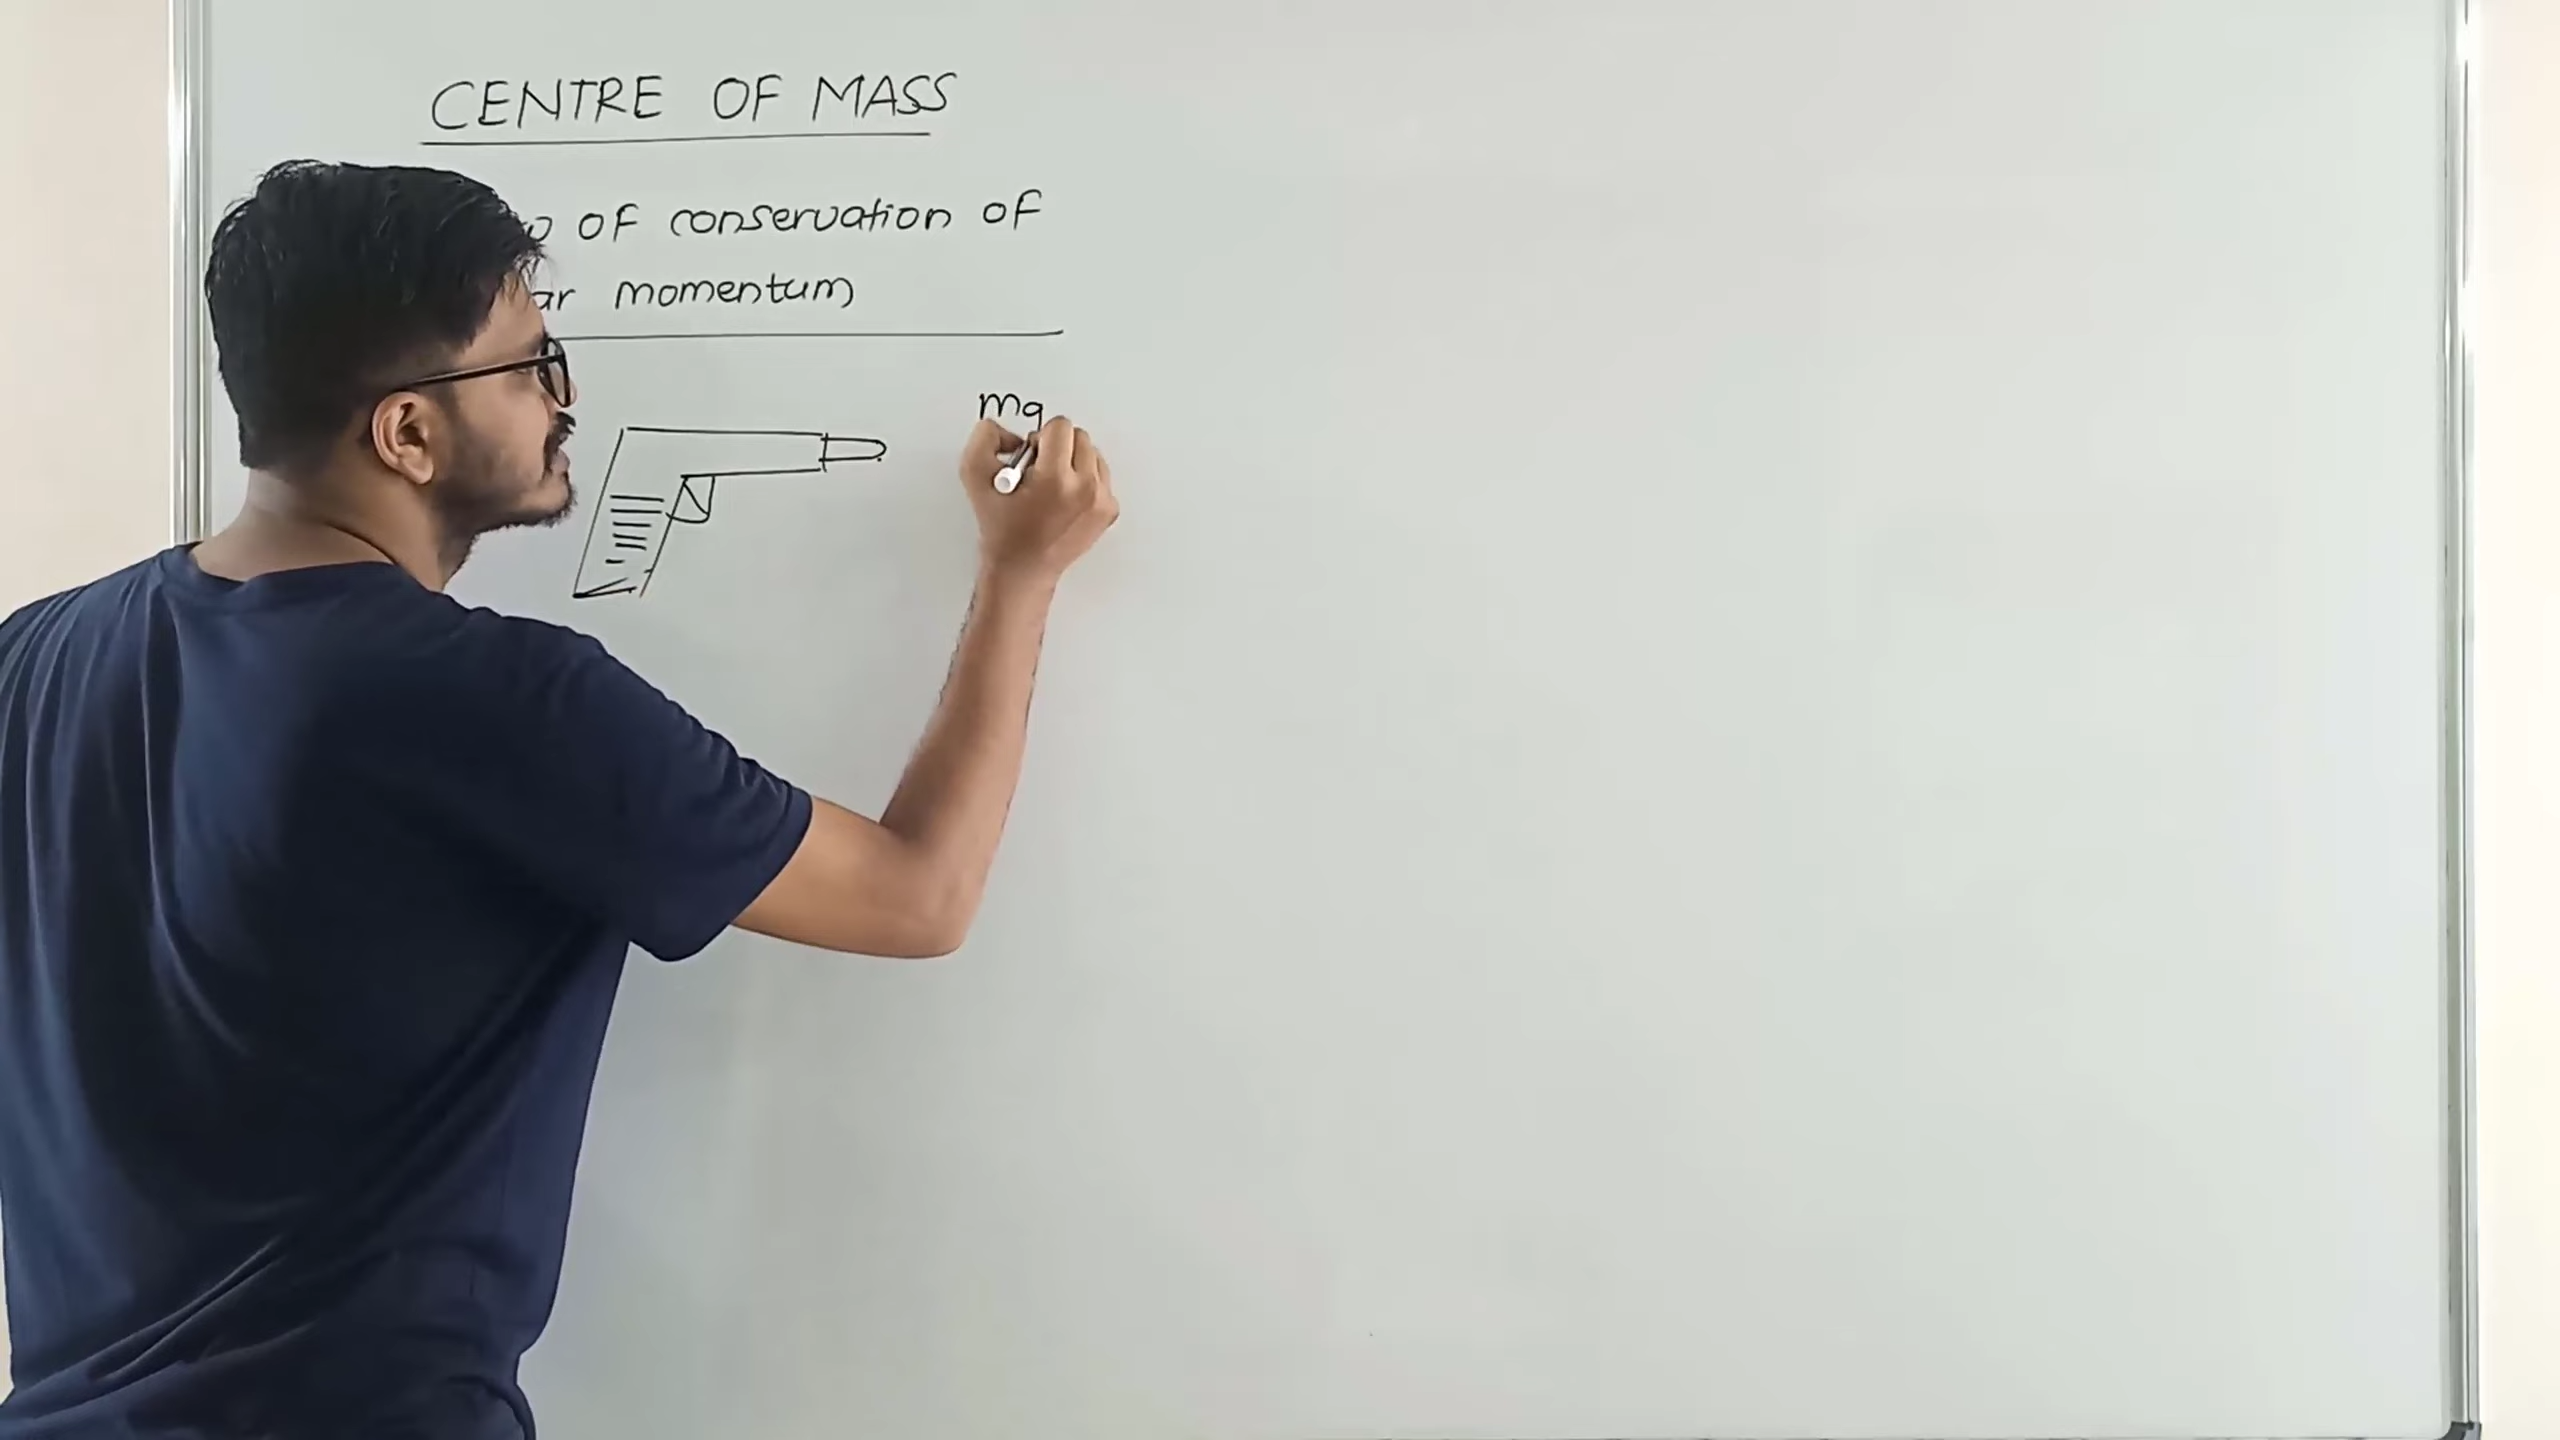 CENTRE OF MASS
OF conservation OF
momentum
mg